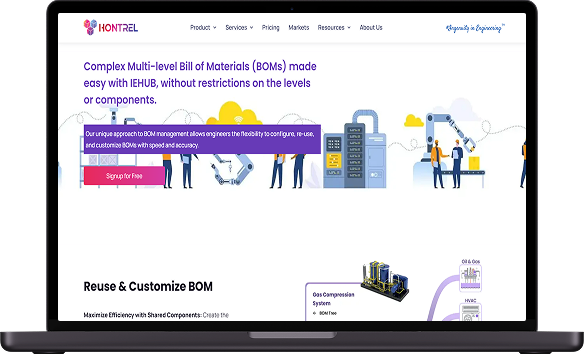 HONTREL
Product Services Pricing Markets Resources About Us
Ingenuity in Engineering
Complex Multi-level Bill of Materials (BOMs) made
easy with IEHUB, without restrictions on the levels
or components.
Our unique approach to BOM management allows engineers the flexibility to configure, re-use,
and customize BOMs with speed and accuracy.
Signup for Free
Oil & Gas
Reuse & Customize BOM
Gas Compression
System
HVAC
BOM Tree
Maximize Efficiency with Shared Components: Create the